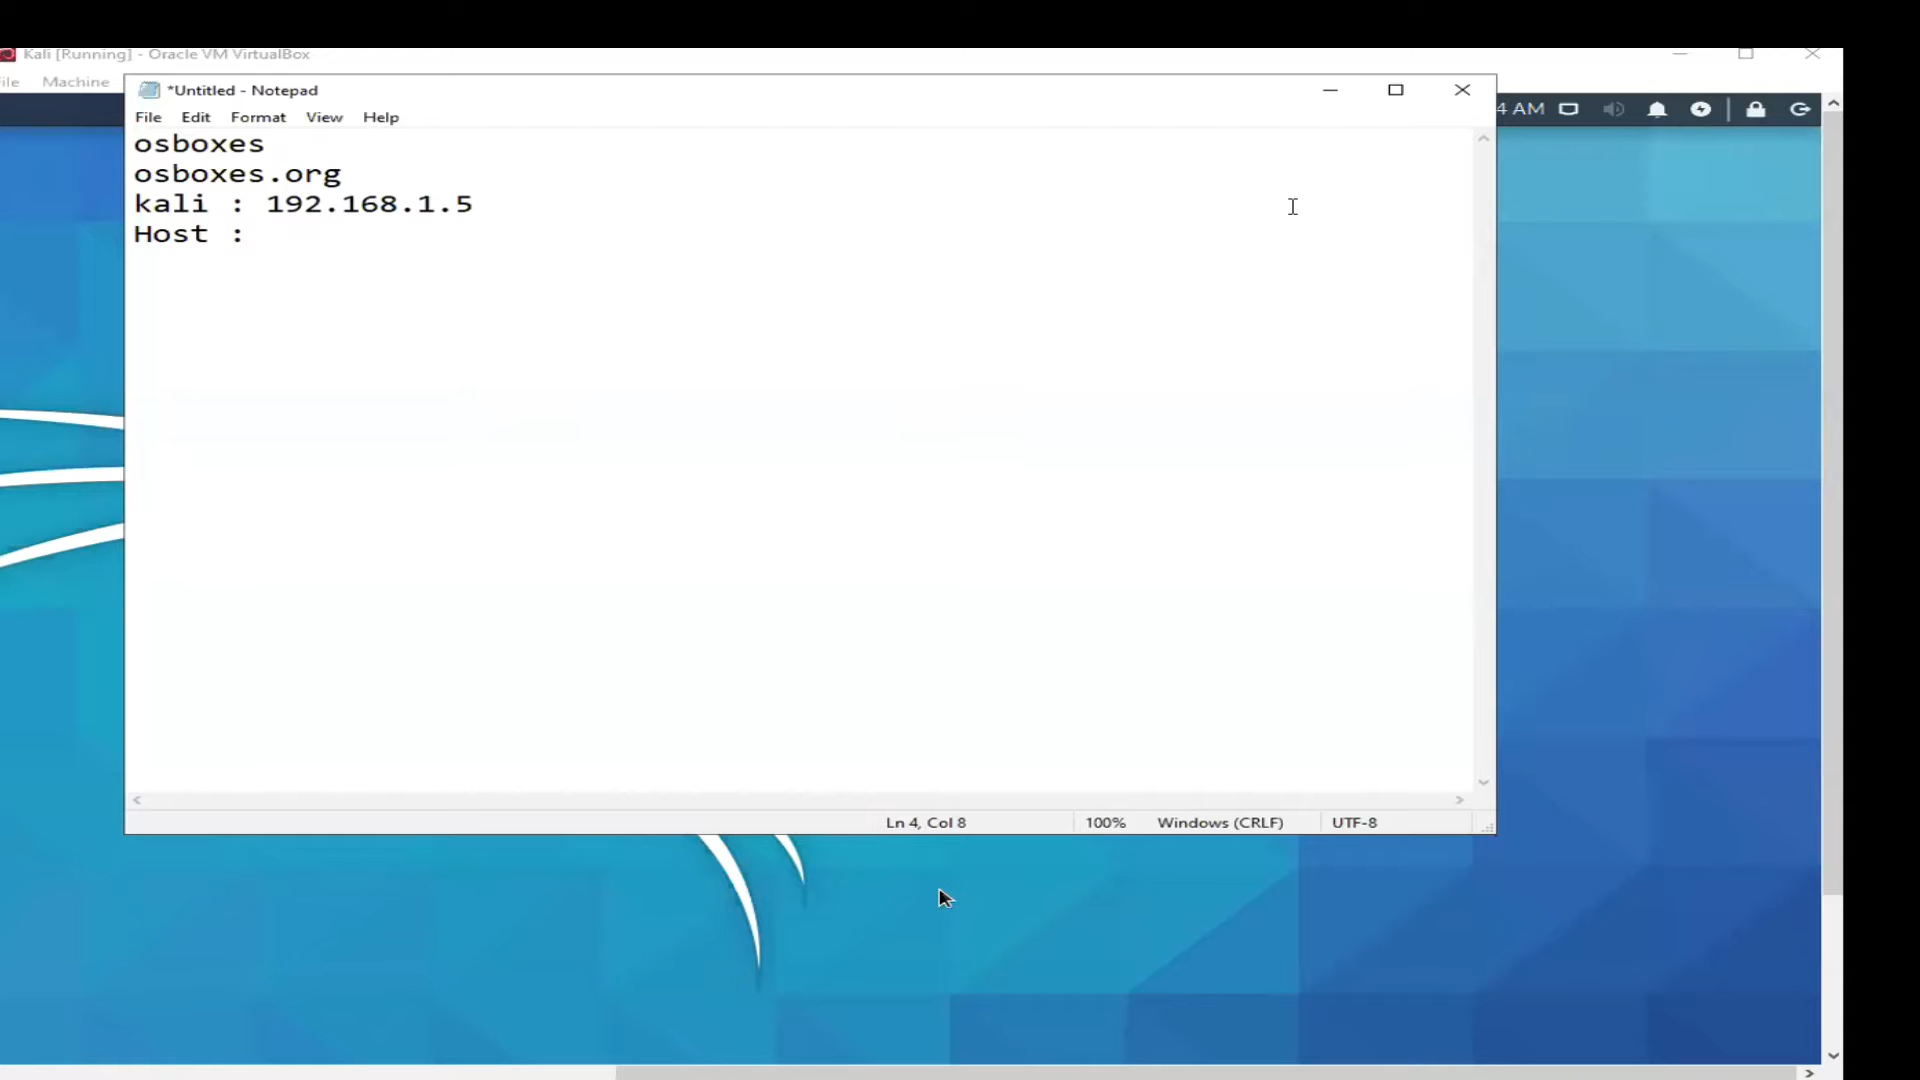 Kali [Running] - Oracle VM VirtualBox
ile Machine
*Untitled - Notepad
File Edit Format View Help
4 AM
osboxes
osboxes.org
kali : 192.168.1.5
Host :
Ln 4, Col 8 100% Windows (CRLF) UTF-8